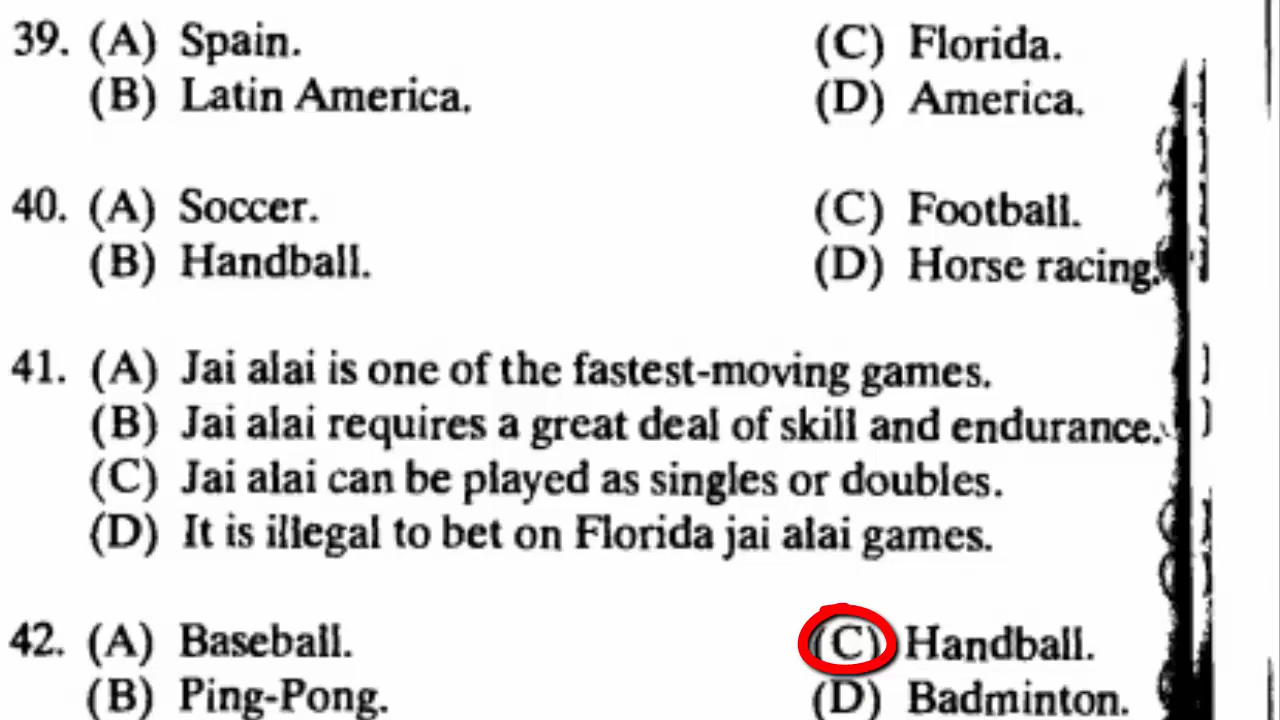 39. (A) Spain. (C) Florida.
(B) Latin America. (D) America.
40. (A) Soccer. (C) Football.
(B) Handball. (D) Horse racing.
41. (A) Jai alai is one of the fastest-moving games.
(B) Jai alai requires a great deal of skill and endurance.
(C) Jai alai can be played as singles or doubles.
(D) It is illegal to bet on Florida jai alai games.
42. (A) Baseball. (C) Handball.
(B) Ping-Pong. (D) Badminton.